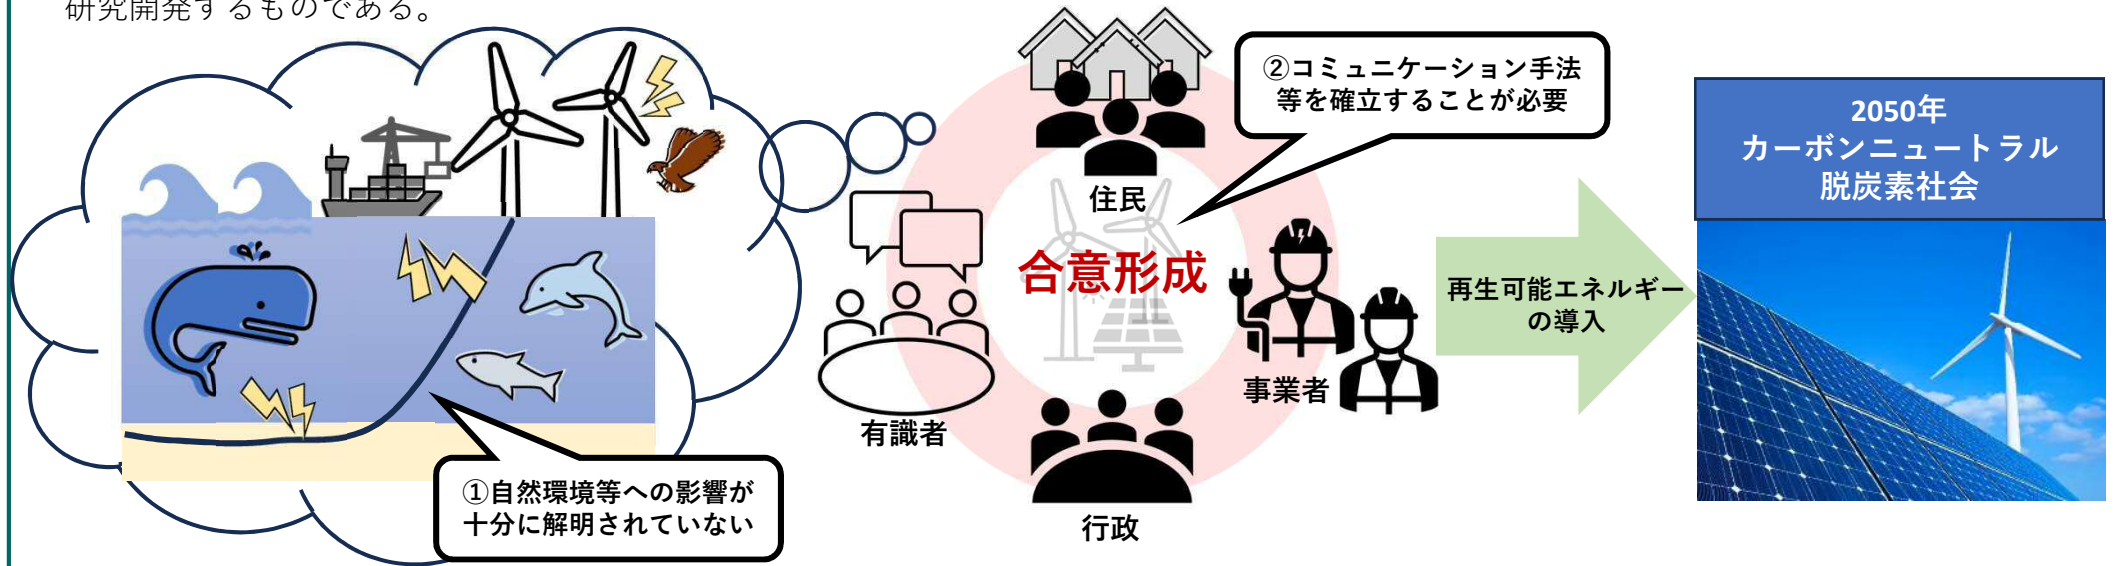 研究開発するものである。
②コミュニケーション手法
等を確立することが必要
2050年
カーボンニュートラル
脱炭素社会
住民
合意形成
再生可能エネルギー
の導入
事業者
有識者
①自然環境等への影響が
十分に解明されていない
行政